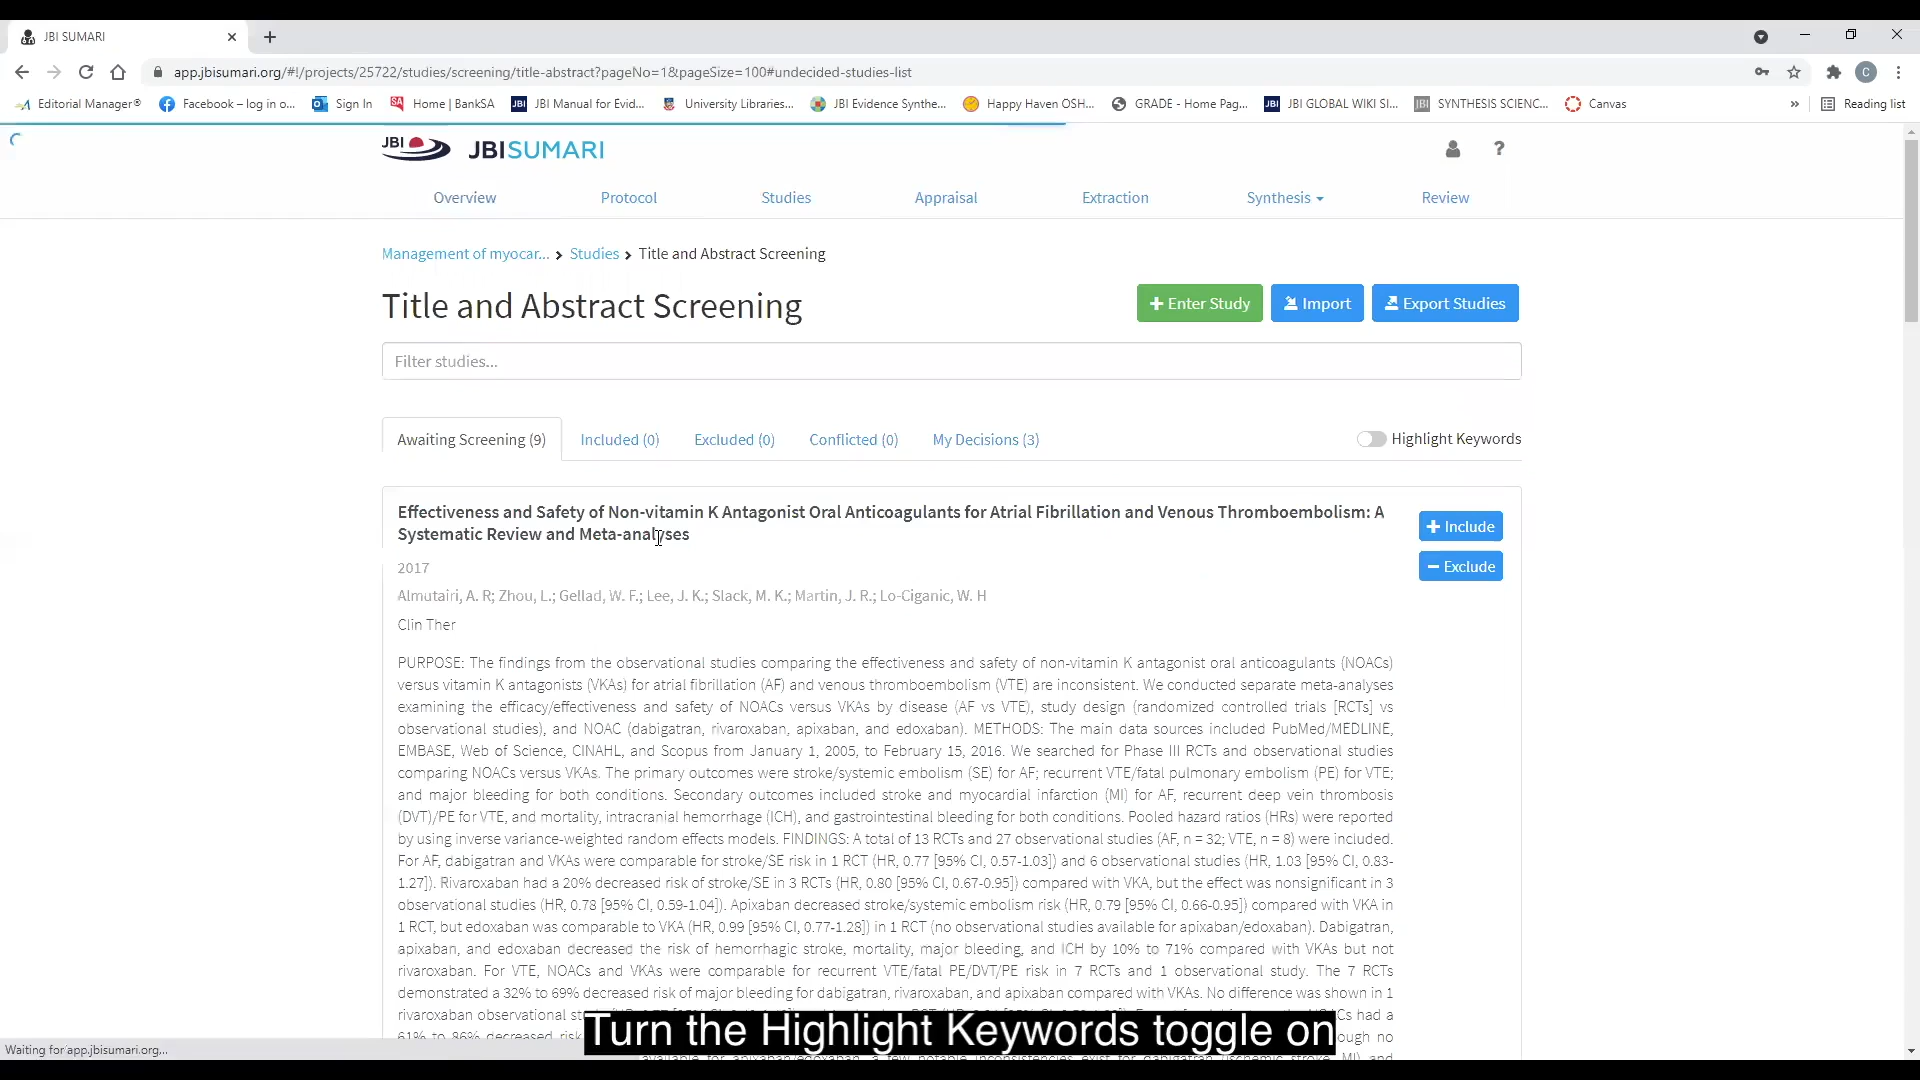 JBI SUMARI
app.jbisumari.org/#!/projects/25722/studies/screening/title-abstract?pageNo=1&pageSize=100#undecided-studies-list
C
Editorial Manager® Facebook – log in o... Sign In Home | BankSA JBI Manual for Evid... University Libraries... JBI Evidence Synthe... Happy Haven OSH... GRADE - Home Pag... JBI GLOBAL WIKI SI... SYNTHESIS SCIENC... Canvas » Reading list
JBI JBISUMARI ?
Overview Protocol Studies Appraisal Extraction Synthesis Review
Management of myocar... › Studies › Title and Abstract Screening
Title and Abstract Screening + Enter Study Import Export Studies
Filter studies...
Awaiting Screening (9) Included (0) Excluded (0) Conflicted (0) My Decisions (3) Highlight Keywords
Effectiveness and Safety of Non-vitamin K Antagonist Oral Anticoagulants for Atrial Fibrillation and Venous Thromboembolism: A
Systematic Review and Meta-analyses
+ Include
2017
− Exclude
Almutairi, A. R; Zhou, L.; Gellad, W. F.; Lee, J. K.; Slack, M. K.; Martin, J. R.; Lo-Ciganic, W. H
Clin Ther
PURPOSE: The findings from the observational studies comparing the effectiveness and safety of non-vitamin K antagonist oral anticoagulants (NOACs)
versus vitamin K antagonists (VKAs) for atrial fibrillation (AF) and venous thromboembolism (VTE) are inconsistent. We conducted separate meta-analyses
examining the efficacy/effectiveness and safety of NOACs versus VKAs by disease (AF vs VTE), study design (randomized controlled trials [RCTs] vs
observational studies), and NOAC (dabigatran, rivaroxaban, apixaban, and edoxaban). METHODS: The main data sources included PubMed/MEDLINE,
EMBASE, Web of Science, CINAHL, and Scopus from January 1, 2005, to February 15, 2016. We searched for Phase III RCTs and observational studies
comparing NOACs versus VKAs. The primary outcomes were stroke/systemic embolism (SE) for AF; recurrent VTE/fatal pulmonary embolism (PE) for VTE;
and major bleeding for both conditions. Secondary outcomes included stroke and myocardial infarction (MI) for AF, recurrent deep vein thrombosis
(DVT)/PE for VTE, and mortality, intracranial hemorrhage (ICH), and gastrointestinal bleeding for both conditions. Pooled hazard ratios (HRs) were reported
by using inverse variance-weighted random effects models. FINDINGS: A total of 13 RCTs and 27 observational studies (AF, n = 32; VTE, n = 8) were included.
For AF, dabigatran and VKAs were comparable for stroke/SE risk in 1 RCT (HR, 0.77 [95% CI, 0.57-1.03]) and 6 observational studies (HR, 1.03 [95% CI, 0.83-
1.27]). Rivaroxaban had a 20% decreased risk of stroke/SE in 3 RCTs (HR, 0.80 [95% CI, 0.67-0.95]) compared with VKA, but the effect was nonsignificant in 3
observational studies (HR, 0.78 [95% CI, 0.59-1.04]). Apixaban decreased stroke/systemic embolism risk (HR, 0.79 [95% CI, 0.66-0.95]) compared with VKA in
1 RCT, but edoxaban was comparable to VKA (HR, 0.99 [95% CI, 0.77-1.28]) in 1 RCT (no observational studies available for apixaban/edoxaban). Dabigatran,
apixaban, and edoxaban decreased the risk of hemorrhagic stroke, mortality, major bleeding, and ICH by 10% to 71% compared with VKAs but not
rivaroxaban. For VTE, NOACs and VKAs were comparable for recurrent VTE/fatal PE/DVT/PE risk in 7 RCTs and 1 observational study. The 7 RCTs
demonstrated a 32% to 69% decreased risk of major bleeding for dabigatran, rivaroxaban, and apixaban compared with VKAs. No difference was shown in 1
rivaroxaban observational
Cs had a
61% to 86% decreased risk
ough no
Turn the Highlight Keywords toggle on
Waiting for app.jbisumari.org...